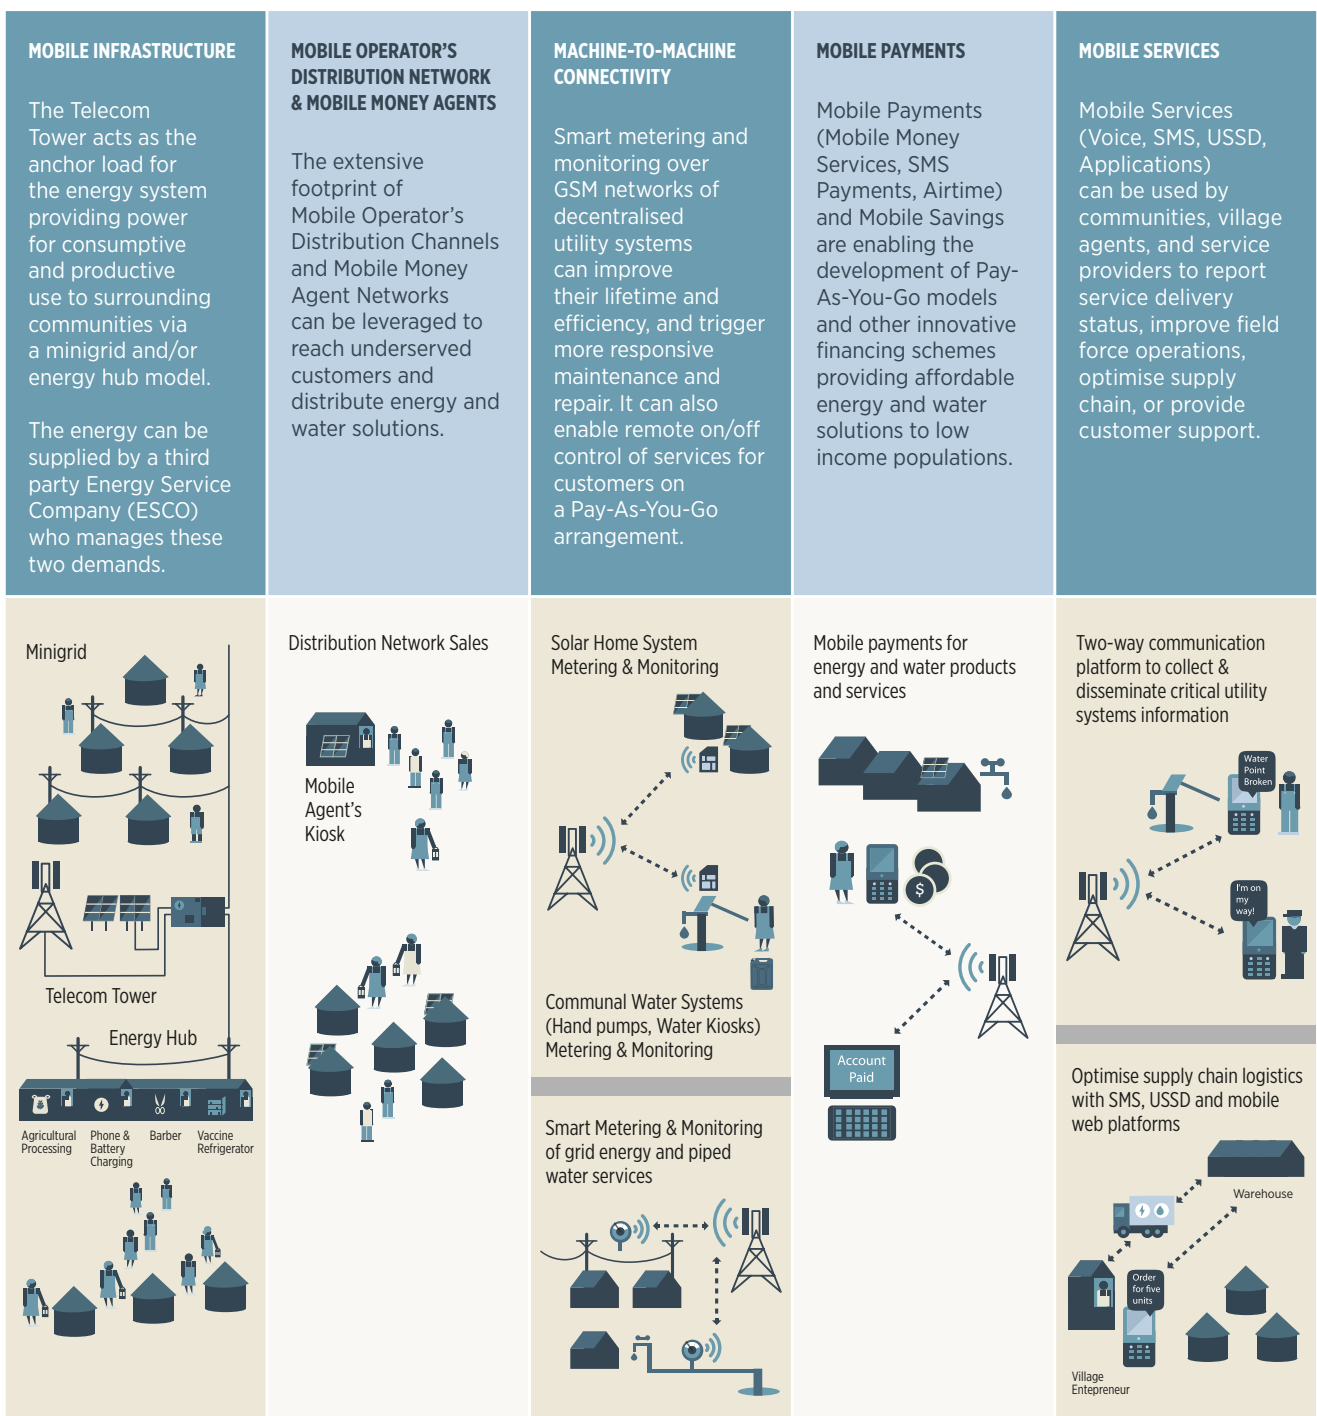 MOBILE INFRASTRUCTURE
The Telecom
Tower acts as the
anchor load for
the energy system
providing power
for consumptive
and productive
use to surrounding
communities via
a minigrid and/or
energy hub model.
The energy can be
supplied by a third
party Energy Service
Company (ESCO)
who manages these
two demands.
MOBILE OPERATOR’S
DISTRIBUTION NETWORK
& MOBILE MONEY AGENTS
The extensive
footprint of
Mobile Operator’s
Distribution Channels
and Mobile Money
Agent Networks
can be leveraged to
reach underserved
customers and
distribute energy and
water solutions.
MACHINE-TO-MACHINE
CONNECTIVITY
Smart metering and
monitoring over
GSM networks of
decentralised
utility systems
can improve
their lifetime and
efficiency, and trigger
more responsive
maintenance and
repair. It can also
enable remote on/off
control of services for
customers on
a Pay-As-You-Go
arrangement.
MOBILE PAYMENTS
Mobile Payments
(Mobile Money
Services, SMS
Payments, Airtime)
and Mobile Savings
are enabling the
development of Pay-
As-You-Go models
and other innovative
financing schemes
providing affordable
energy and water
solutions to low
income populations.
MOBILE SERVICES
Mobile Services
(Voice, SMS, USSD,
Applications)
can be used by
communities, village
agents, and service
providers to report
service delivery
status, improve field
force operations,
optimise supply
chain, or provide
customer support.
Minigrid
Telecom Tower
Energy Hub
Agricultural
Processing
Phone &
Battery
Charging
Barber
Vaccine
Refrigerator
Distribution Network Sales
Mobile
Agent’s
Kiosk
Solar Home System
Metering & Monitoring
Communal Water Systems
(Hand pumps, Water Kiosks)
Metering & Monitoring
Smart Metering & Monitoring
of grid energy and piped
water services
Mobile payments for
energy and water products
and services
$
Account
Paid
Two-way communication
platform to collect &
disseminate critical utility
systems information
Water
Point
Broken
I'm on
my
way!
Optimise supply chain logistics
with SMS, USSD and mobile
web platforms
Warehouse
Order
for five
units
Village
Entepreneur